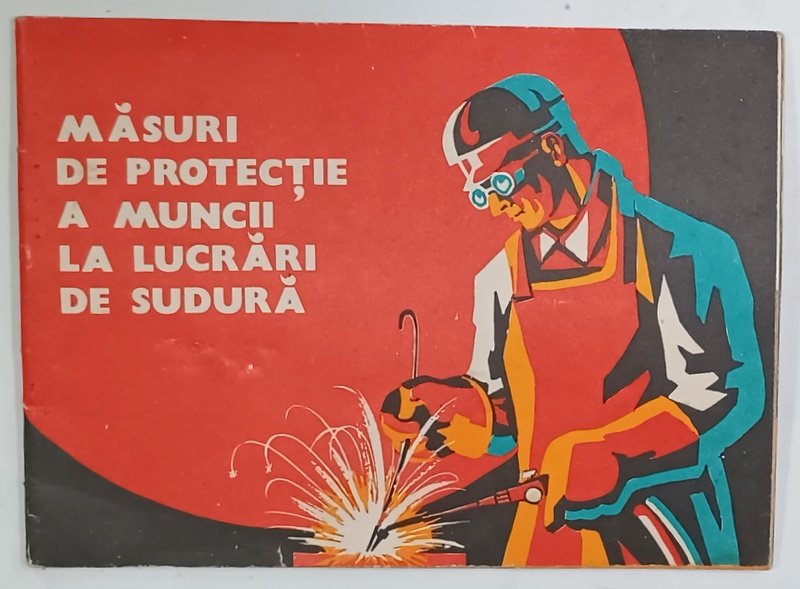 MĂSURI
DE PROTECȚIE
A MUNCII
LA LUCRĂRI
DE SUDURĂ